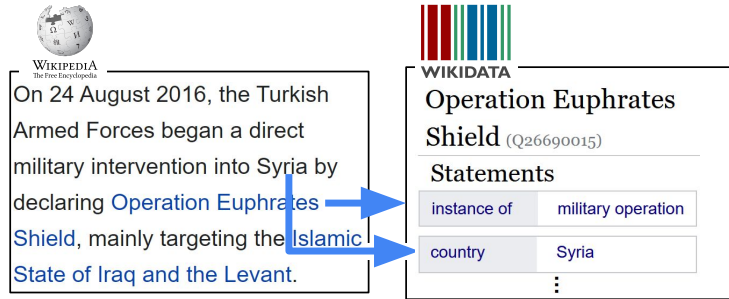 WIKIPEDIA
The Free Encyclopedia
On 24 August 2016, the Turkish
Armed Forces began a direct
military intervention into Syria by
declaring Operation Euphrates
Shield, mainly targeting the Islamic
State of Iraq and the Levant.
WIKIDATA
Operation Euphrates
Shield (Q26690015)
Statements
instance of military operation
country Syria